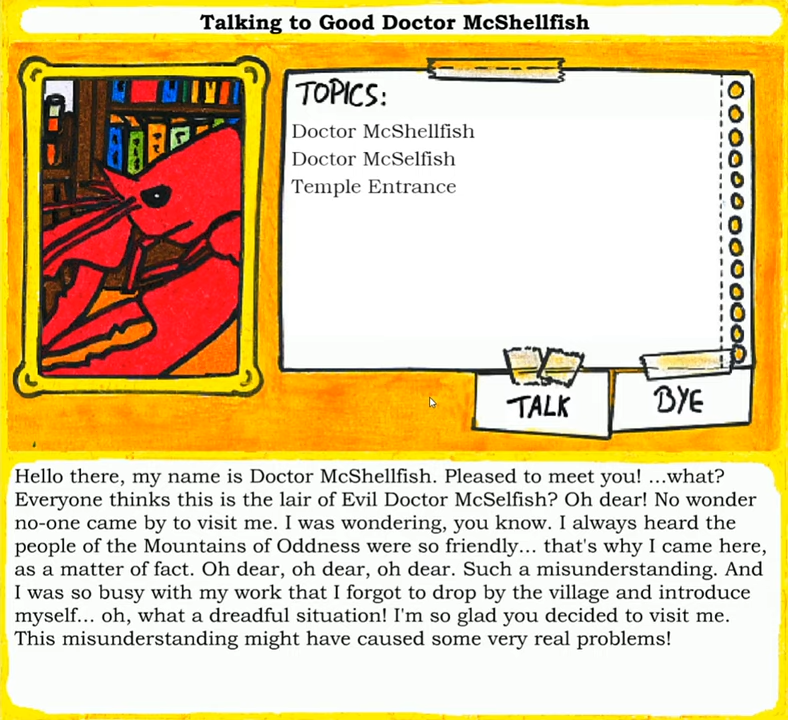 Talking to Good Doctor McShellfish
TOPICS:
Doctor McShellfish
Doctor McSelfish
Temple Entrance
TALK
BYE
Hello there, my name is Doctor McShellfish. Pleased to meet you! ...what?
Everyone thinks this is the lair of Evil Doctor McSelfish? Oh dear! No wonder
no-one came by to visit me. I was wondering, you know. I always heard the
people of the Mountains of Oddness were so friendly... that's why I came here,
as a matter of fact. Oh dear, oh dear, oh dear. Such a misunderstanding. And
I was so busy with my work that I forgot to drop by the village and introduce
myself... oh, what a dreadful situation! I'm so glad you decided to visit me.
This misunderstanding might have caused some very real problems!